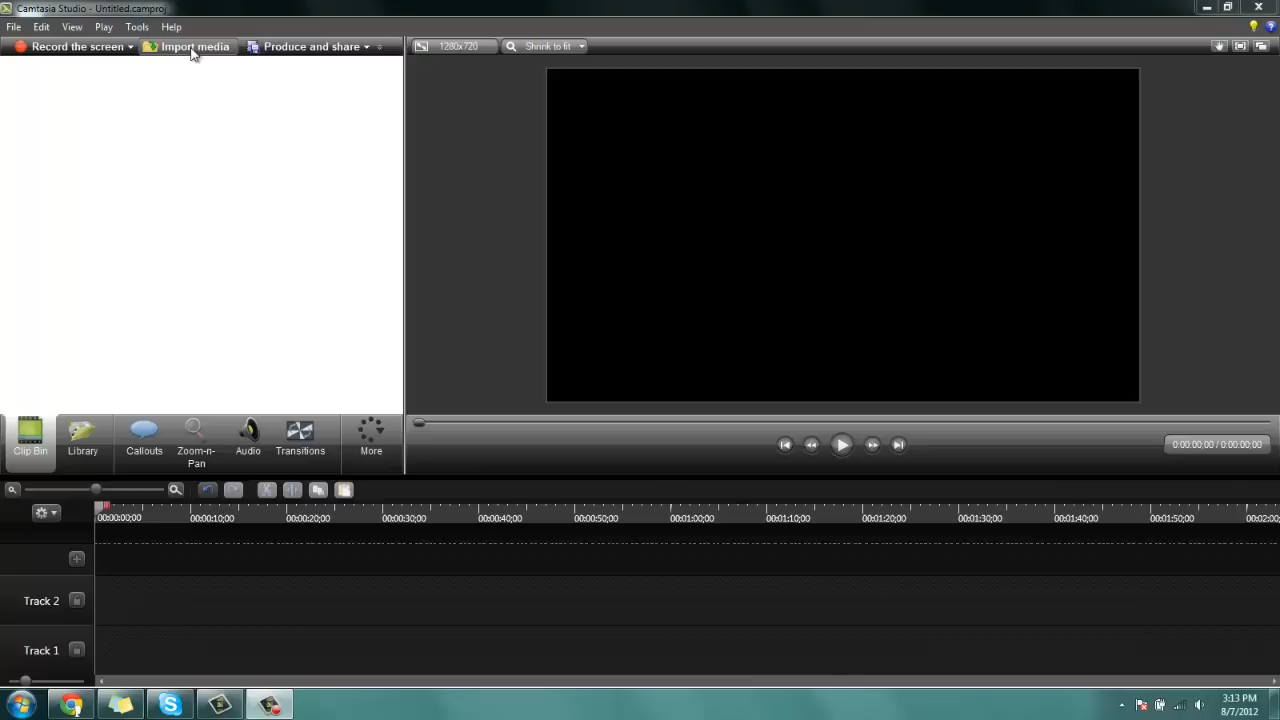 Camtasia Studio - Untitled.camproj
File Edit View Play Tools Help
Record the screen Import media Produce and share 1280x720 Shrink to fit
Clip Bin Library Callouts Zoom-n-Pan Audio Transitions More
0:00:00;00 / 0:00:00;00
00:00:00;00 00:00:10;00 00:00:20;00 00:00:30;00 00:00:40;00 00:00:50;00 00:01:00;00 00:01:10;00 00:01:20;00 00:01:30;00 00:01:40;00 00:01:50;00 00:02:00;
Track 2
Track 1
3:13 PM
8/7/2012